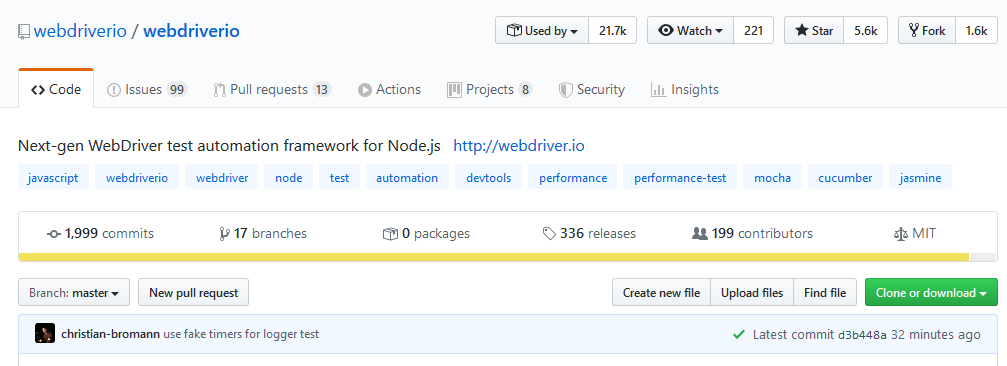 webdriverio / webdriverio Used by 21.7k Watch 221 Star 5.6k Fork 1.6k
Code Issues 99 Pull requests 13 Actions Projects 8 Security Insights
Next-gen WebDriver test automation framework for Node.js http://webdriver.io
javascript webdriverio webdriver node test automation devtools performance performance-test mocha cucumber jasmine
1,999 commits 17 branches 0 packages 336 releases 199 contributors MIT
Branch: master New pull request Create new file Upload files Find file Clone or download
christian-bromann use fake timers for logger test Latest commit d3b448a 32 minutes ago